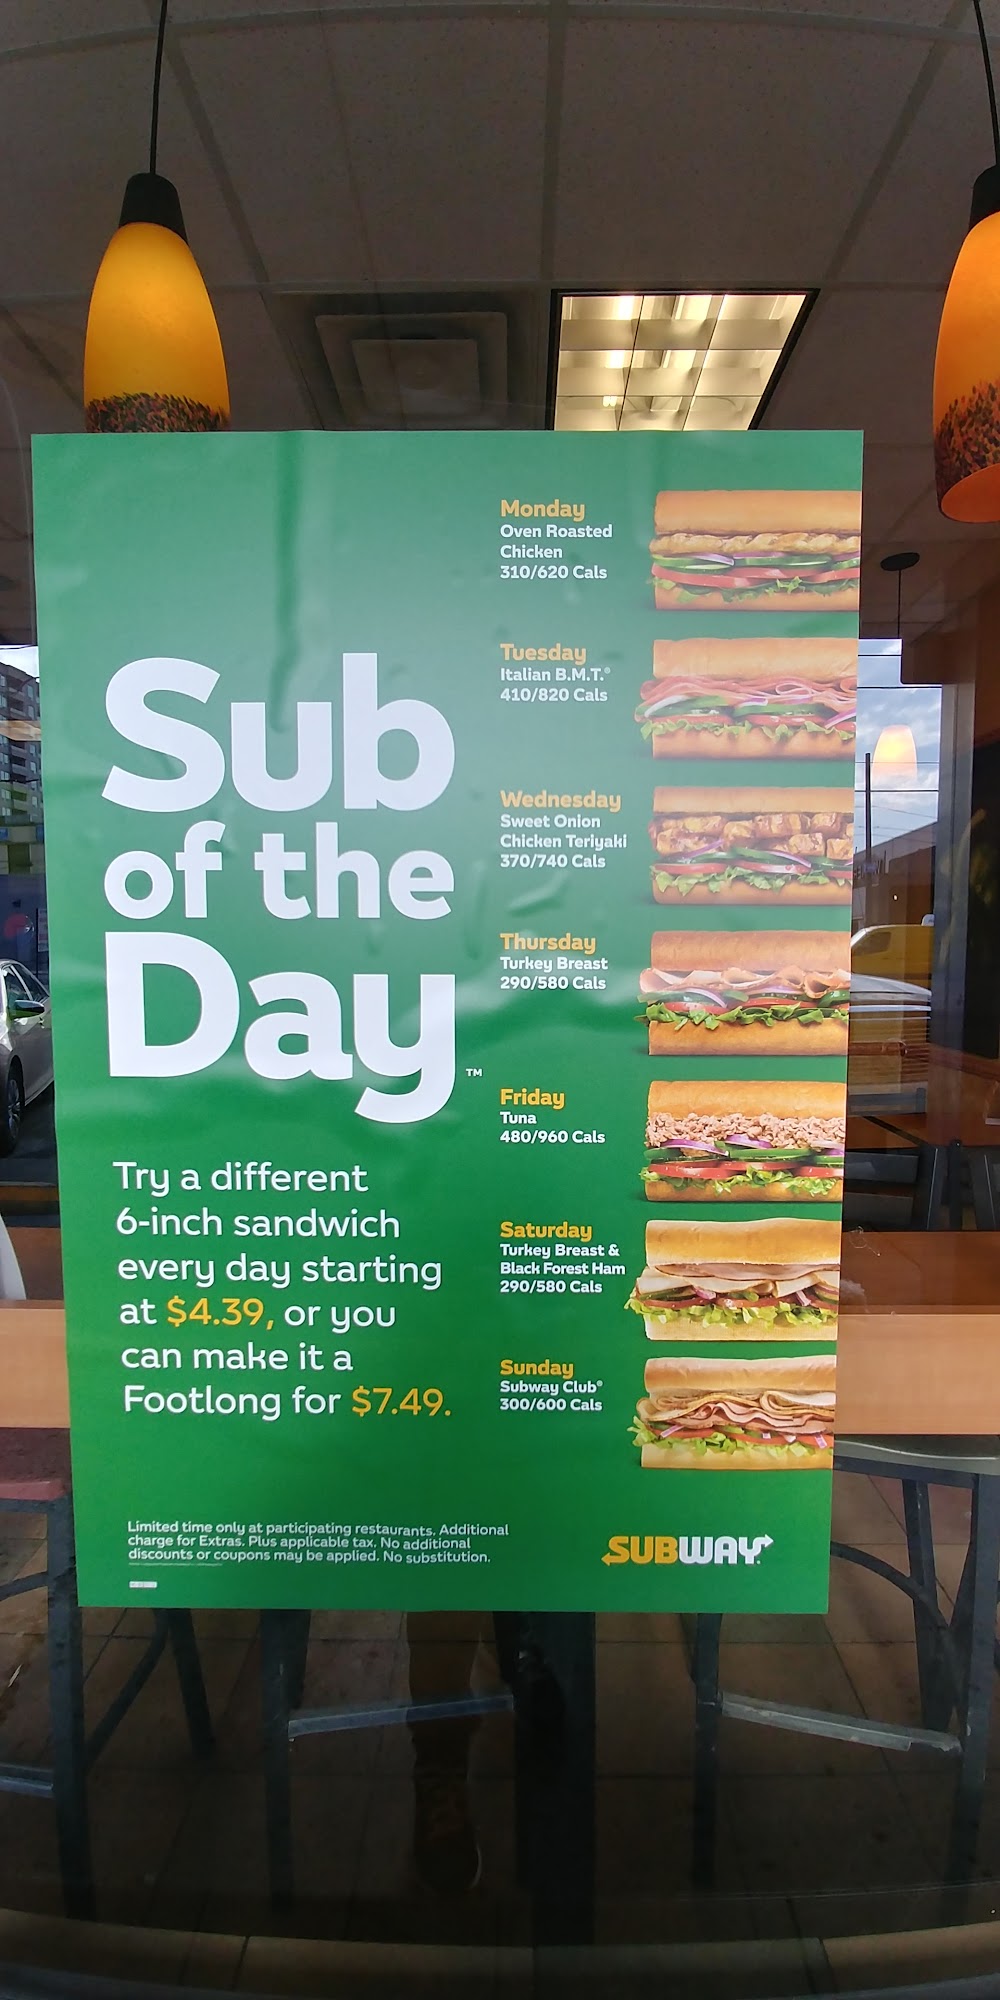 Sub
of the
Day™
Try a different
6-inch sandwich
every day starting
at $4.39, or you
can make it a
Footlong for $7.49.
Monday
Oven Roasted
Chicken
310/620 Cals
Tuesday
Italian B.M.T.®
410/820 Cals
Wednesday
Sweet Onion
Chicken Teriyaki
370/740 Cals
Thursday
Turkey Breast
290/580 Cals
Friday
Tuna
480/960 Cals
Saturday
Turkey Breast &
Black Forest Ham
290/580 Cals
Sunday
Subway Club®
300/600 Cals
Limited time only at participating restaurants. Additional
charge for Extras. Plus applicable tax. No additional
discounts or coupons may be applied. No substitution.
SUBWAY